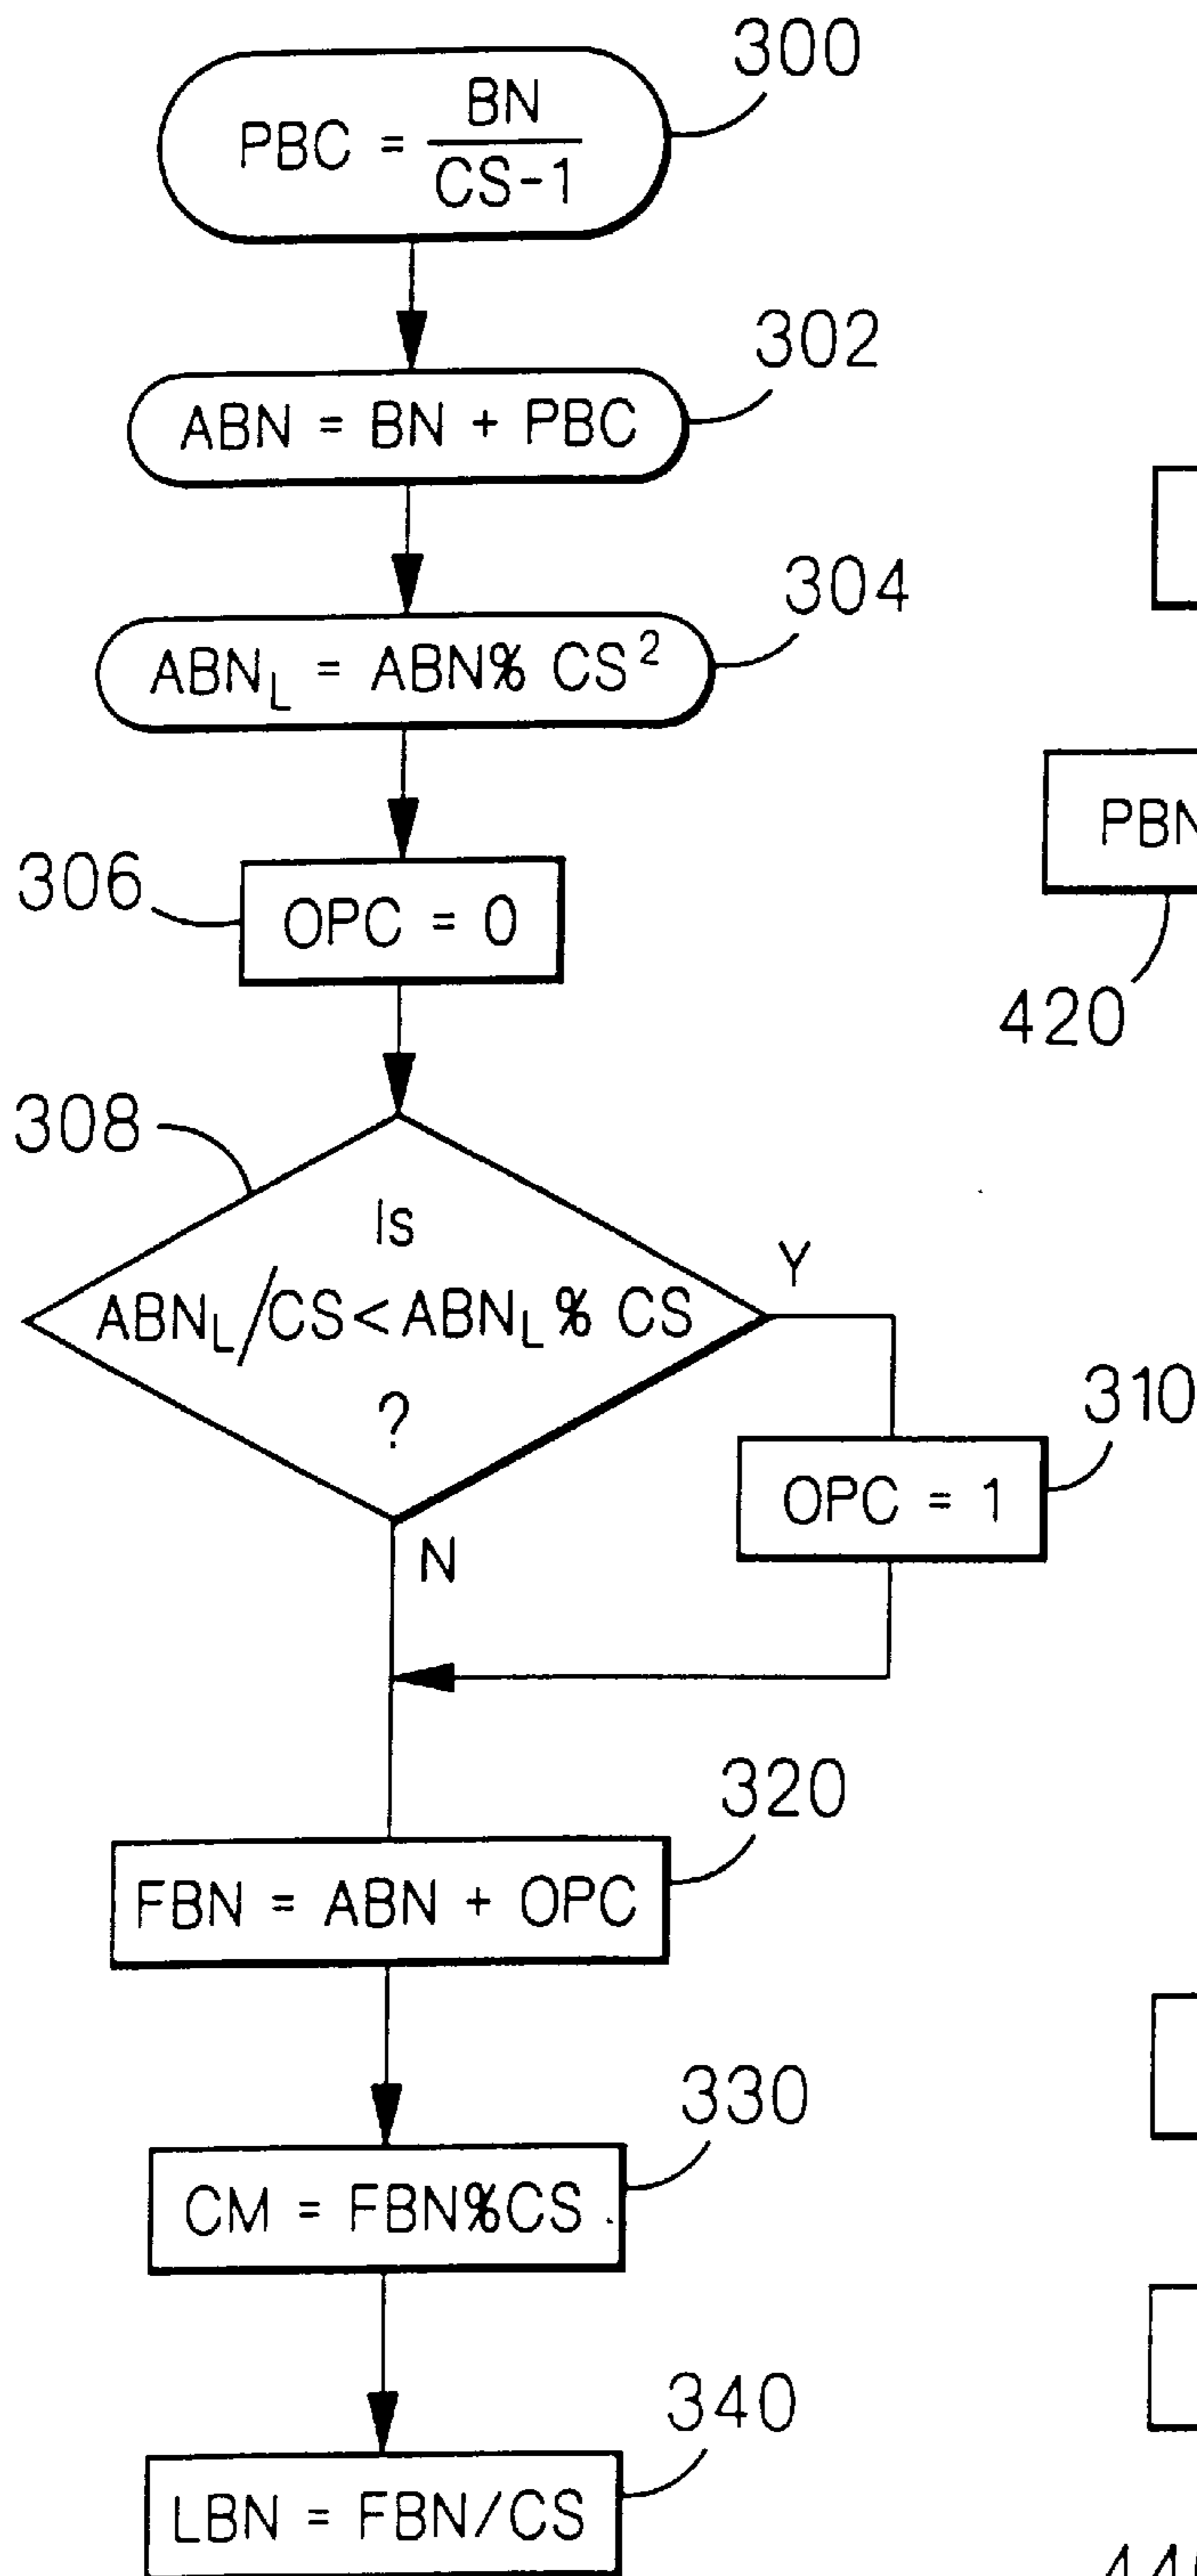 300
PBC = BN
CS-1
302
ABN = BN + PBC
304
ABN_L = ABN% CS²
306
OPC = 0
PBN
420
308
Is
ABN_L/CS < ABN_L % CS
?
Y
310
OPC = 1
N
320
FBN = ABN + OPC
330
CM = FBN%CS
340
LBN = FBN/CS